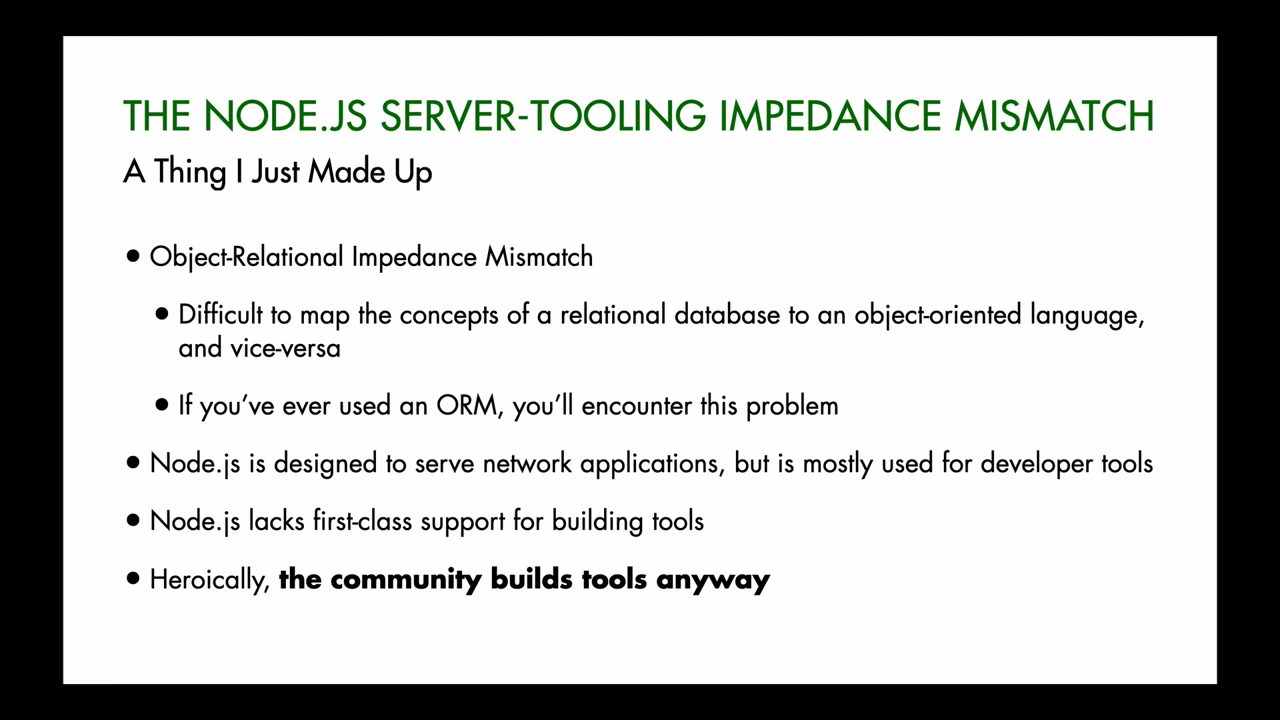 THE NODE.JS SERVER-TOOLING IMPEDANCE MISMATCH
A Thing I Just Made Up
• Object-Relational Impedance Mismatch
• Difficult to map the concepts of a relational database to an object-oriented language,
and vice-versa
• If you’ve ever used an ORM, you’ll encounter this problem
• Node.js is designed to serve network applications, but is mostly used for developer tools
• Node.js lacks first-class support for building tools
• Heroically, the community builds tools anyway